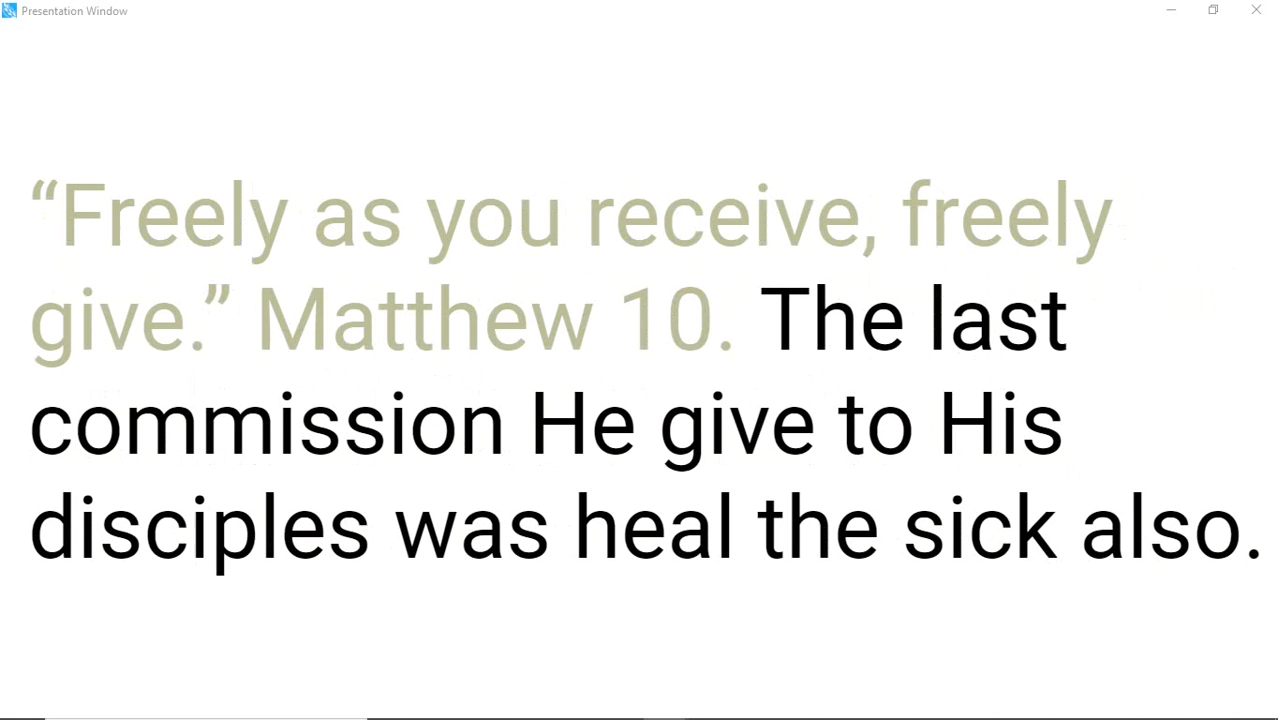 Presentation Window
“Freely as you receive, freely
give.” Matthew 10. The last
commission He give to His
disciples was heal the sick also.